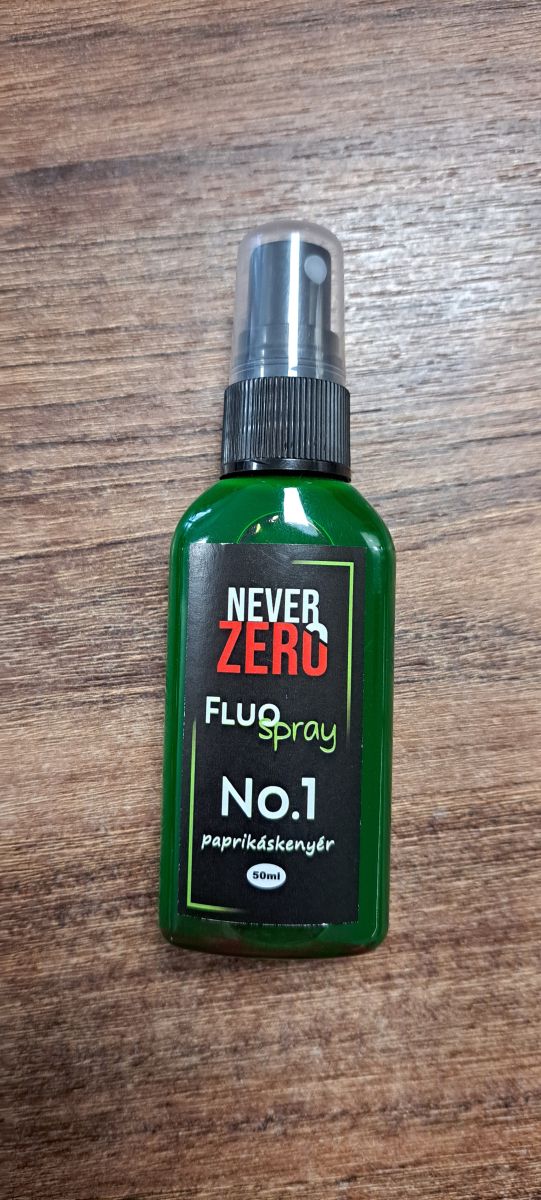 NEVER
ZERO
FLUO
spray
No.1
paprikáskenyér
50ml